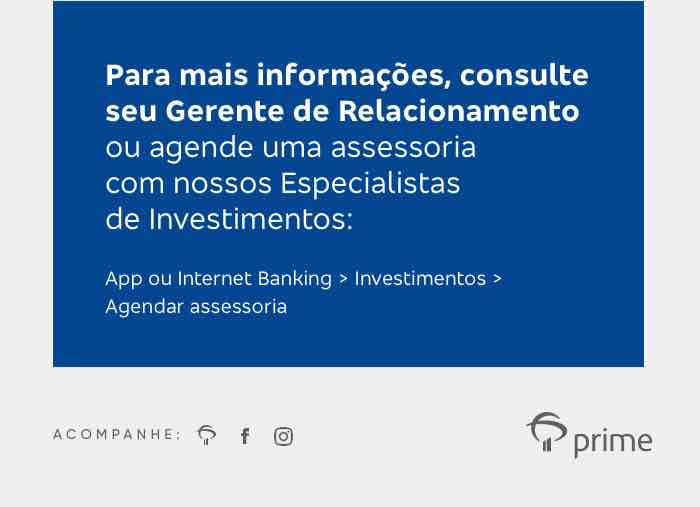 Para mais informações, consulte
seu Gerente de Relacionamento
ou agende uma assessoria
com nossos Especialistas
de Investimentos:
App ou Internet Banking > Investimentos >
Agendar assessoria
ACOMPANHE:
prime